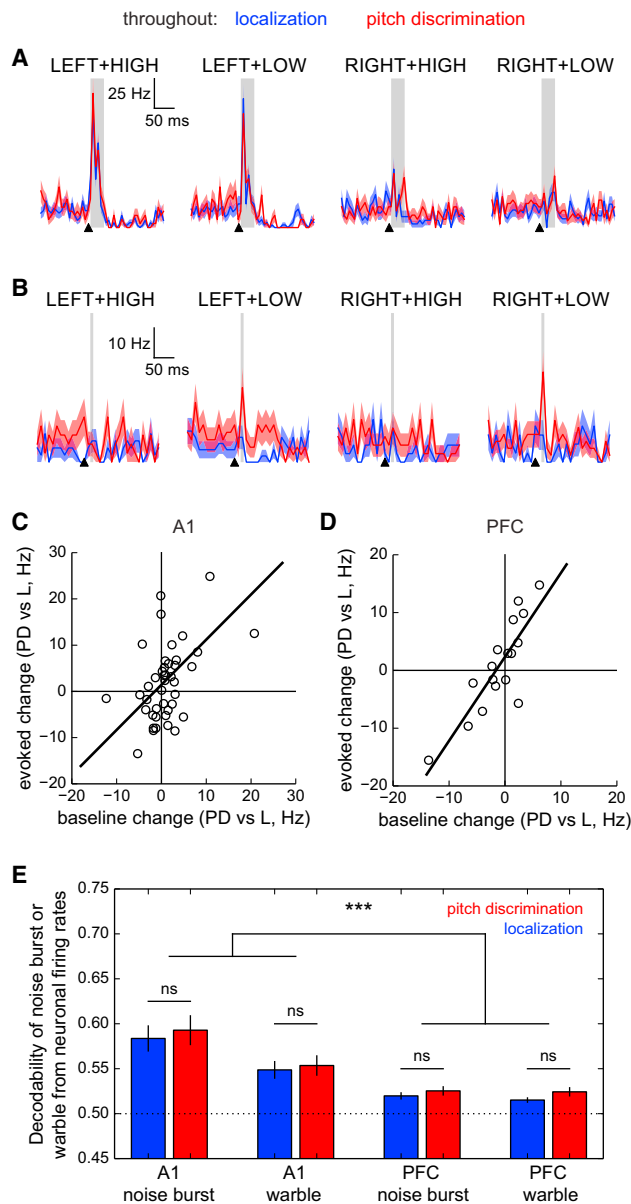 throughout: localization pitch discrimination
A
LEFT+HIGH LEFT+LOW RIGHT+HIGH RIGHT+LOW
25 Hz
50 ms
B
LEFT+HIGH LEFT+LOW RIGHT+HIGH RIGHT+LOW
10 Hz
50 ms
C A1
evoked change (PD vs L, Hz)
30
20
10
0
−10
−20
−20 −10 0 10 20 30
baseline change (PD vs L, Hz)
D PFC
evoked change (PD vs L, Hz)
20
10
0
−10
−20
−20 0 20
baseline change (PD vs L, Hz)
E
Decodability of noise burst or
warble from neuronal firing rates
0.75
0.70
0.65
0.60
0.55
0.50
0.45
***
pitch discrimination
localization
ns ns ns ns
A1 A1 PFC PFC
noise burst warble noise burst warble